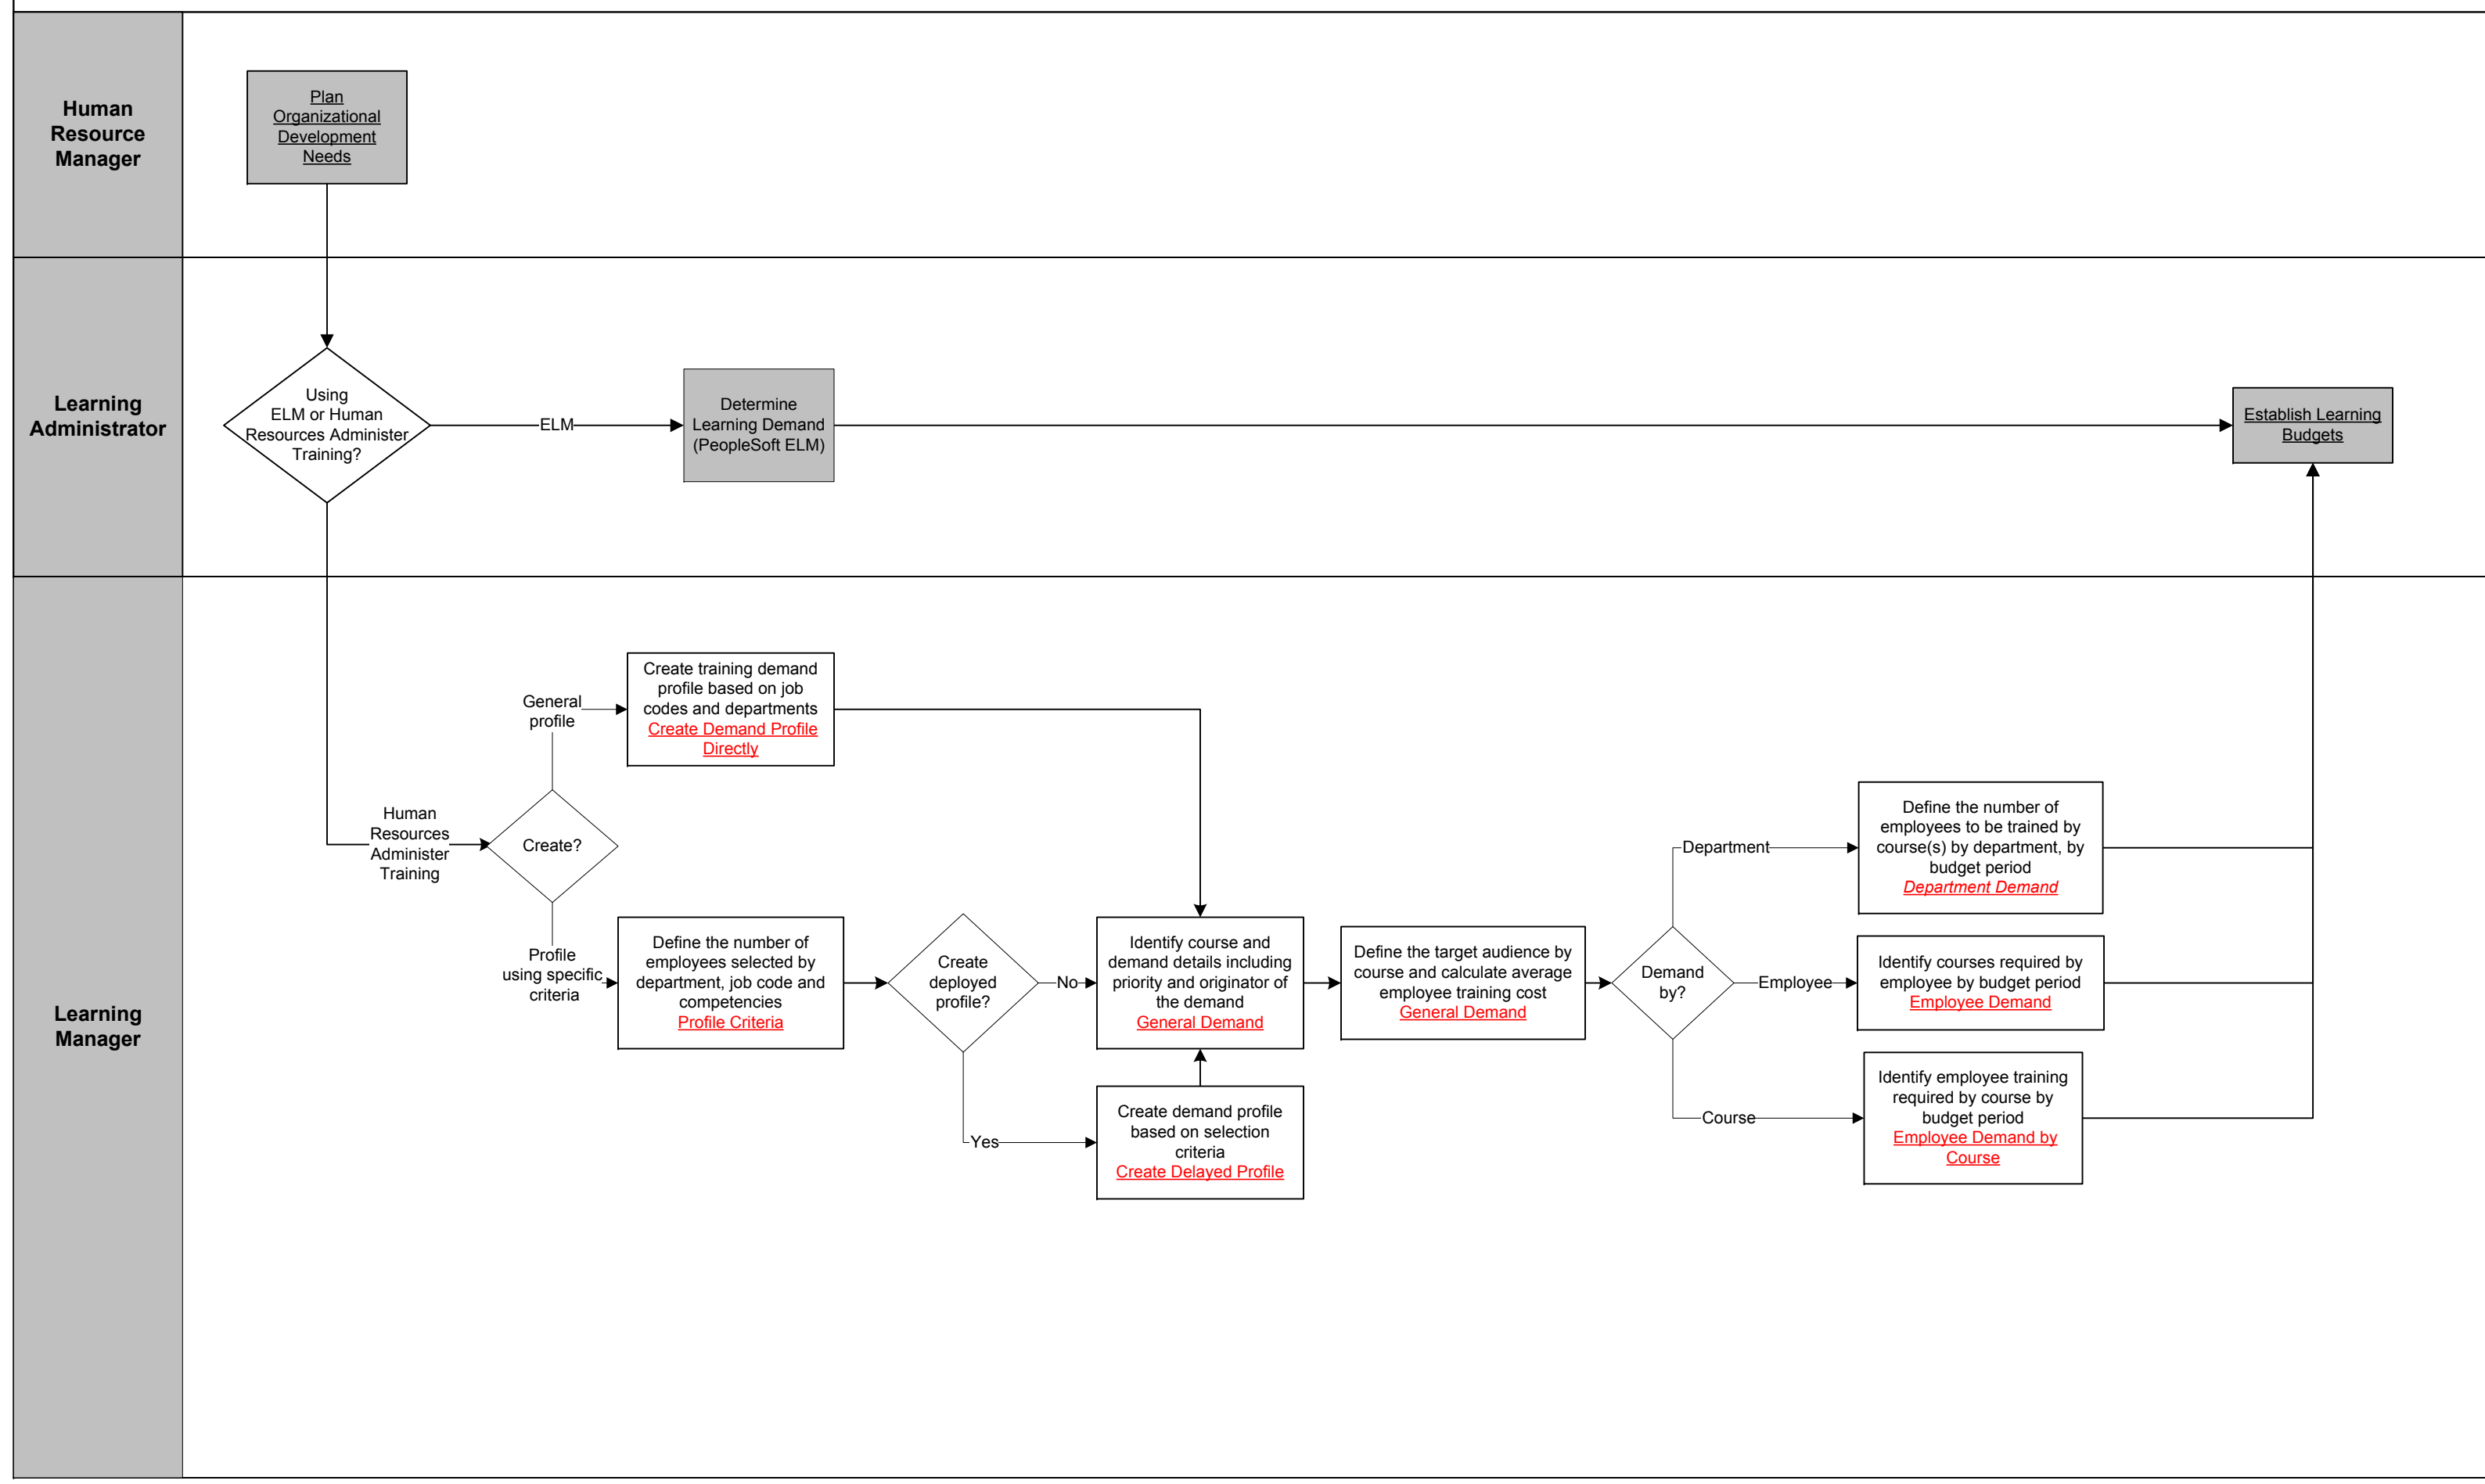 Human
Resource
Manager
Plan
Organizational
Development
Needs
Learning
Administrator
Using
ELM or Human
Resources Administer
Training?
ELM
Determine
Learning Demand
(PeopleSoft ELM)
Establish Learning
Budgets
Learning
Manager
Human
Resources
Administer
Training
Create?
General
profile
Create training demand
profile based on job
codes and departments
Create Demand Profile
Directly
Profile
using specific
criteria
Define the number of
employees selected by
department, job code and
competencies
Profile Criteria
Create
deployed
profile?
No
Yes
Identify course and
demand details including
priority and originator of
the demand
General Demand
Create demand profile
based on selection
criteria
Create Delayed Profile
Define the target audience by
course and calculate average
employee training cost
General Demand
Demand
by?
Department
Define the number of
employees to be trained by
course(s) by department, by
budget period
Department Demand
Employee
Identify courses required by
employee by budget period
Employee Demand
Course
Identify employee training
required by course by
budget period
Employee Demand by
Course